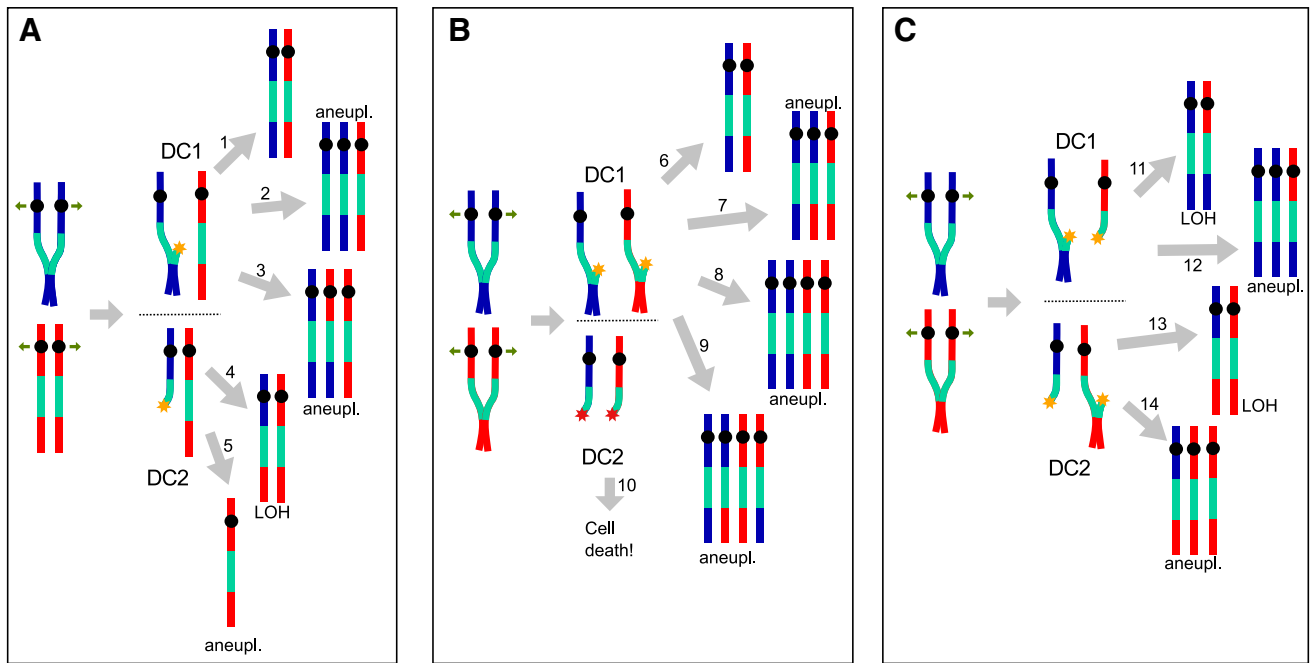 A
1
aneupl.
DC1
2
3
aneupl.
4
5
DC2
LOH
aneupl.
B
6
aneupl.
DC1
7
8
aneupl.
9
DC2
10
Cell
death!
aneupl.
C
DC1
11
LOH
12
aneupl.
13
LOH
14
DC2
aneupl.